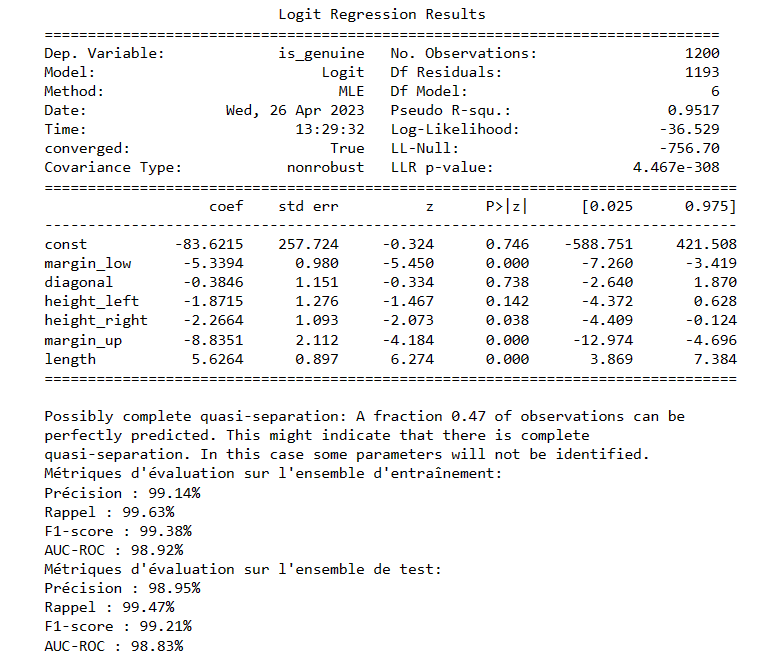 Logit Regression Results
==============================================================================
Dep. Variable: is_genuine No. Observations: 1200
Model: Logit Df Residuals: 1193
Method: MLE Df Model: 6
Date: Wed, 26 Apr 2023 Pseudo R-squ.: 0.9517
Time: 13:29:32 Log-Likelihood: -36.529
converged: True LL-Null: -756.70
Covariance Type: nonrobust LLR p-value: 4.467e-308
================================================================================
coef std err z P>|z| [0.025 0.975]
--------------------------------------------------------------------------------
const -83.6215 257.724 -0.324 0.746 -588.751 421.508
margin_low -5.3394 0.980 -5.450 0.000 -7.260 -3.419
diagonal -0.3846 1.151 -0.334 0.738 -2.640 1.870
height_left -1.8715 1.276 -1.467 0.142 -4.372 0.628
height_right -2.2664 1.093 -2.073 0.038 -4.409 -0.124
margin_up -8.8351 2.112 -4.184 0.000 -12.974 -4.696
length 5.6264 0.897 6.274 0.000 3.869 7.384
================================================================================
Possibly complete quasi-separation: A fraction 0.47 of observations can be
perfectly predicted. This might indicate that there is complete
quasi-separation. In this case some parameters will not be identified.
Métriques d'évaluation sur l'ensemble d'entraînement:
Précision : 99.14%
Rappel : 99.63%
F1-score : 99.38%
AUC-ROC : 98.92%
Métriques d'évaluation sur l'ensemble de test:
Précision : 98.95%
Rappel : 99.47%
F1-score : 99.21%
AUC-ROC : 98.83%